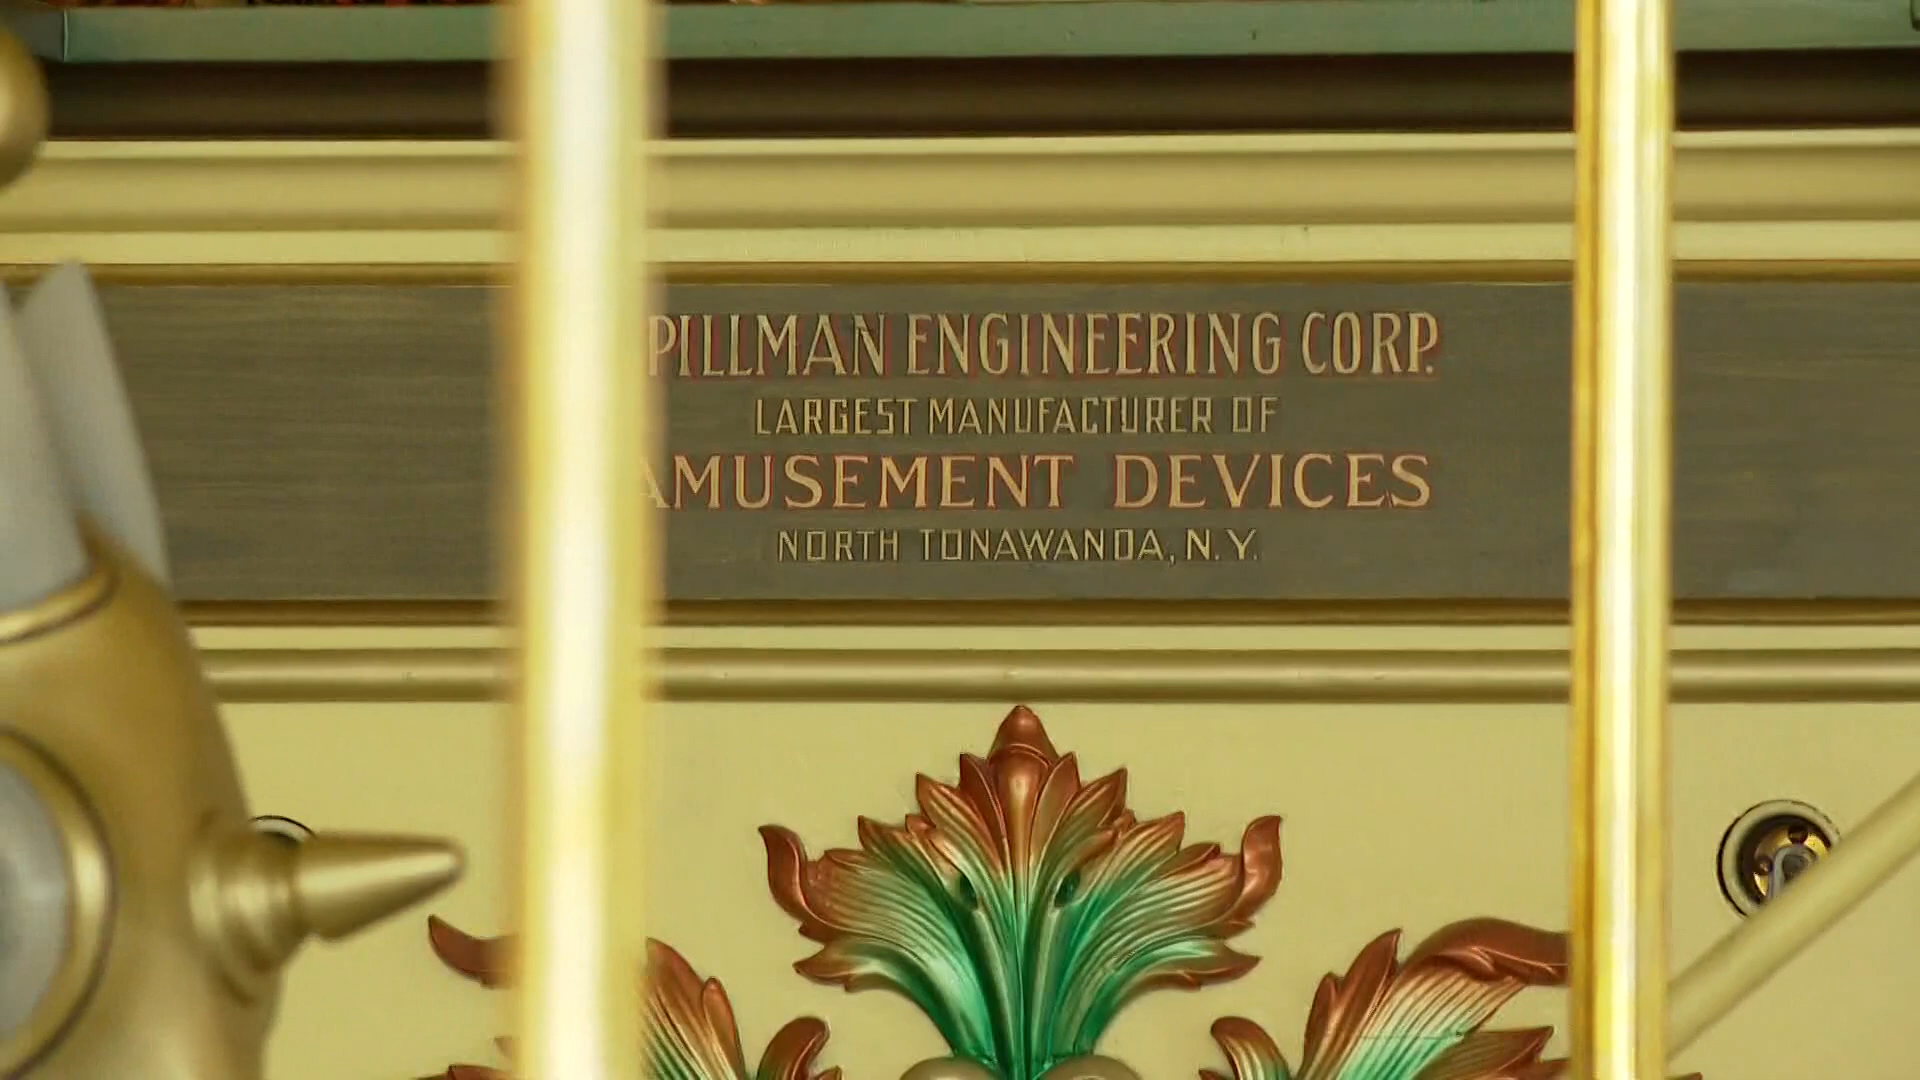 PILLMAN ENGINEERING CORP.
LARGEST MANUFACTURER OF
AMUSEMENT DEVICES
NORTH TONAWANDA, N.Y.